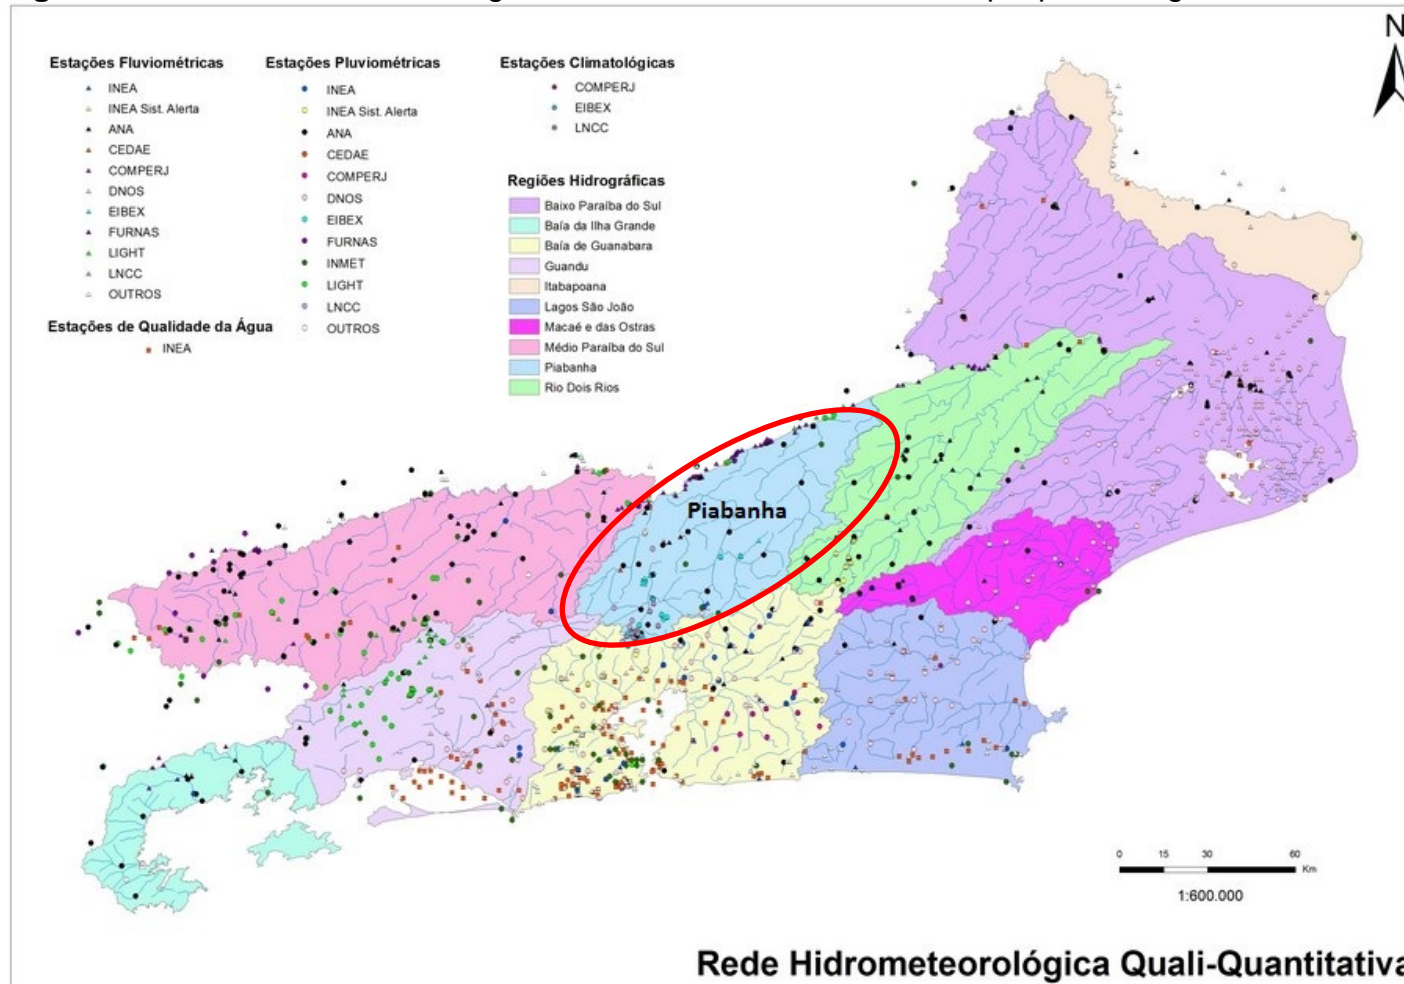 Estações Fluviométricas
INEA
INEA Sist. Alerta
ANA
CEDAE
COMPERJ
DNOS
EIBEX
FURNAS
LIGHT
LNCC
OUTROS
Estações de Qualidade da Água
INEA
Estações Pluviométricas
INEA
INEA Sist. Alerta
ANA
CEDAE
COMPERJ
DNOS
EIBEX
FURNAS
INMET
LIGHT
LNCC
OUTROS
Estações Climatológicas
COMPERJ
EIBEX
LNCC
Regiões Hidrográficas
Baixo Paraíba do Sul
Baía da Ilha Grande
Baía de Guanabara
Guandu
Itabapoana
Lagos São João
Macaé e das Ostras
Médio Paraíba do Sul
Piabanha
Rio Dois Rios
N
Piabanha
0 15 30 60
Km
1:600.000
Rede Hidrometeorológica Quali-Quantitativa